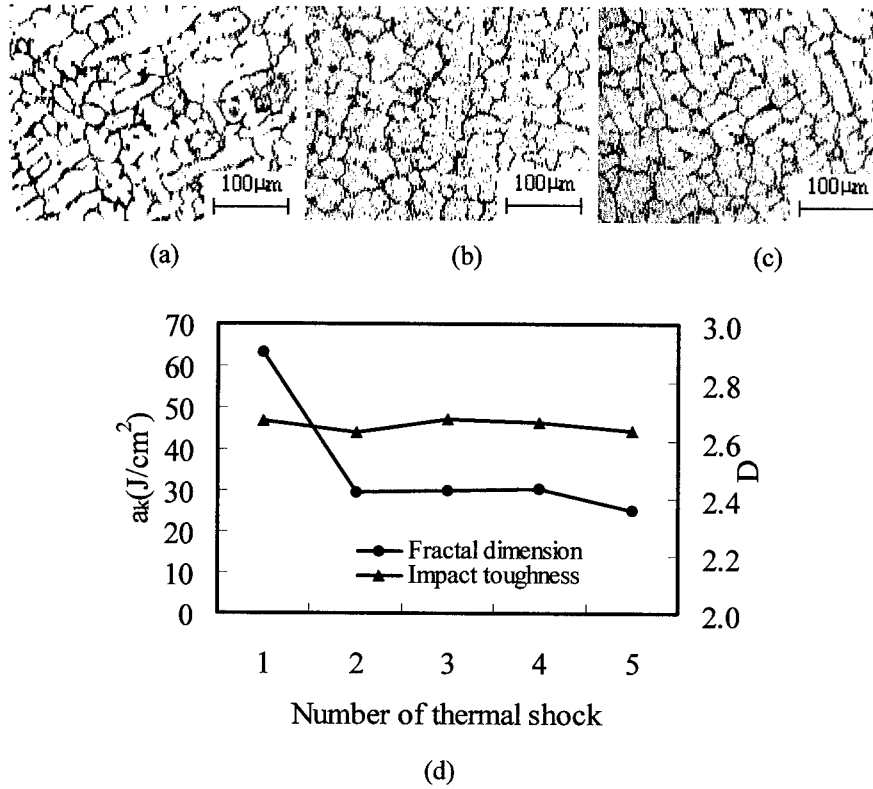 100μm
100μm
100μm
(a)
(b)
(c)
70
60
50
40
30
20
10
0
aₖ(J/cm²)
3.0
2.8
2.6
2.4
2.2
2.0
D
Fractal dimension
Impact toughness
1 2 3 4 5
Number of thermal shock
(d)